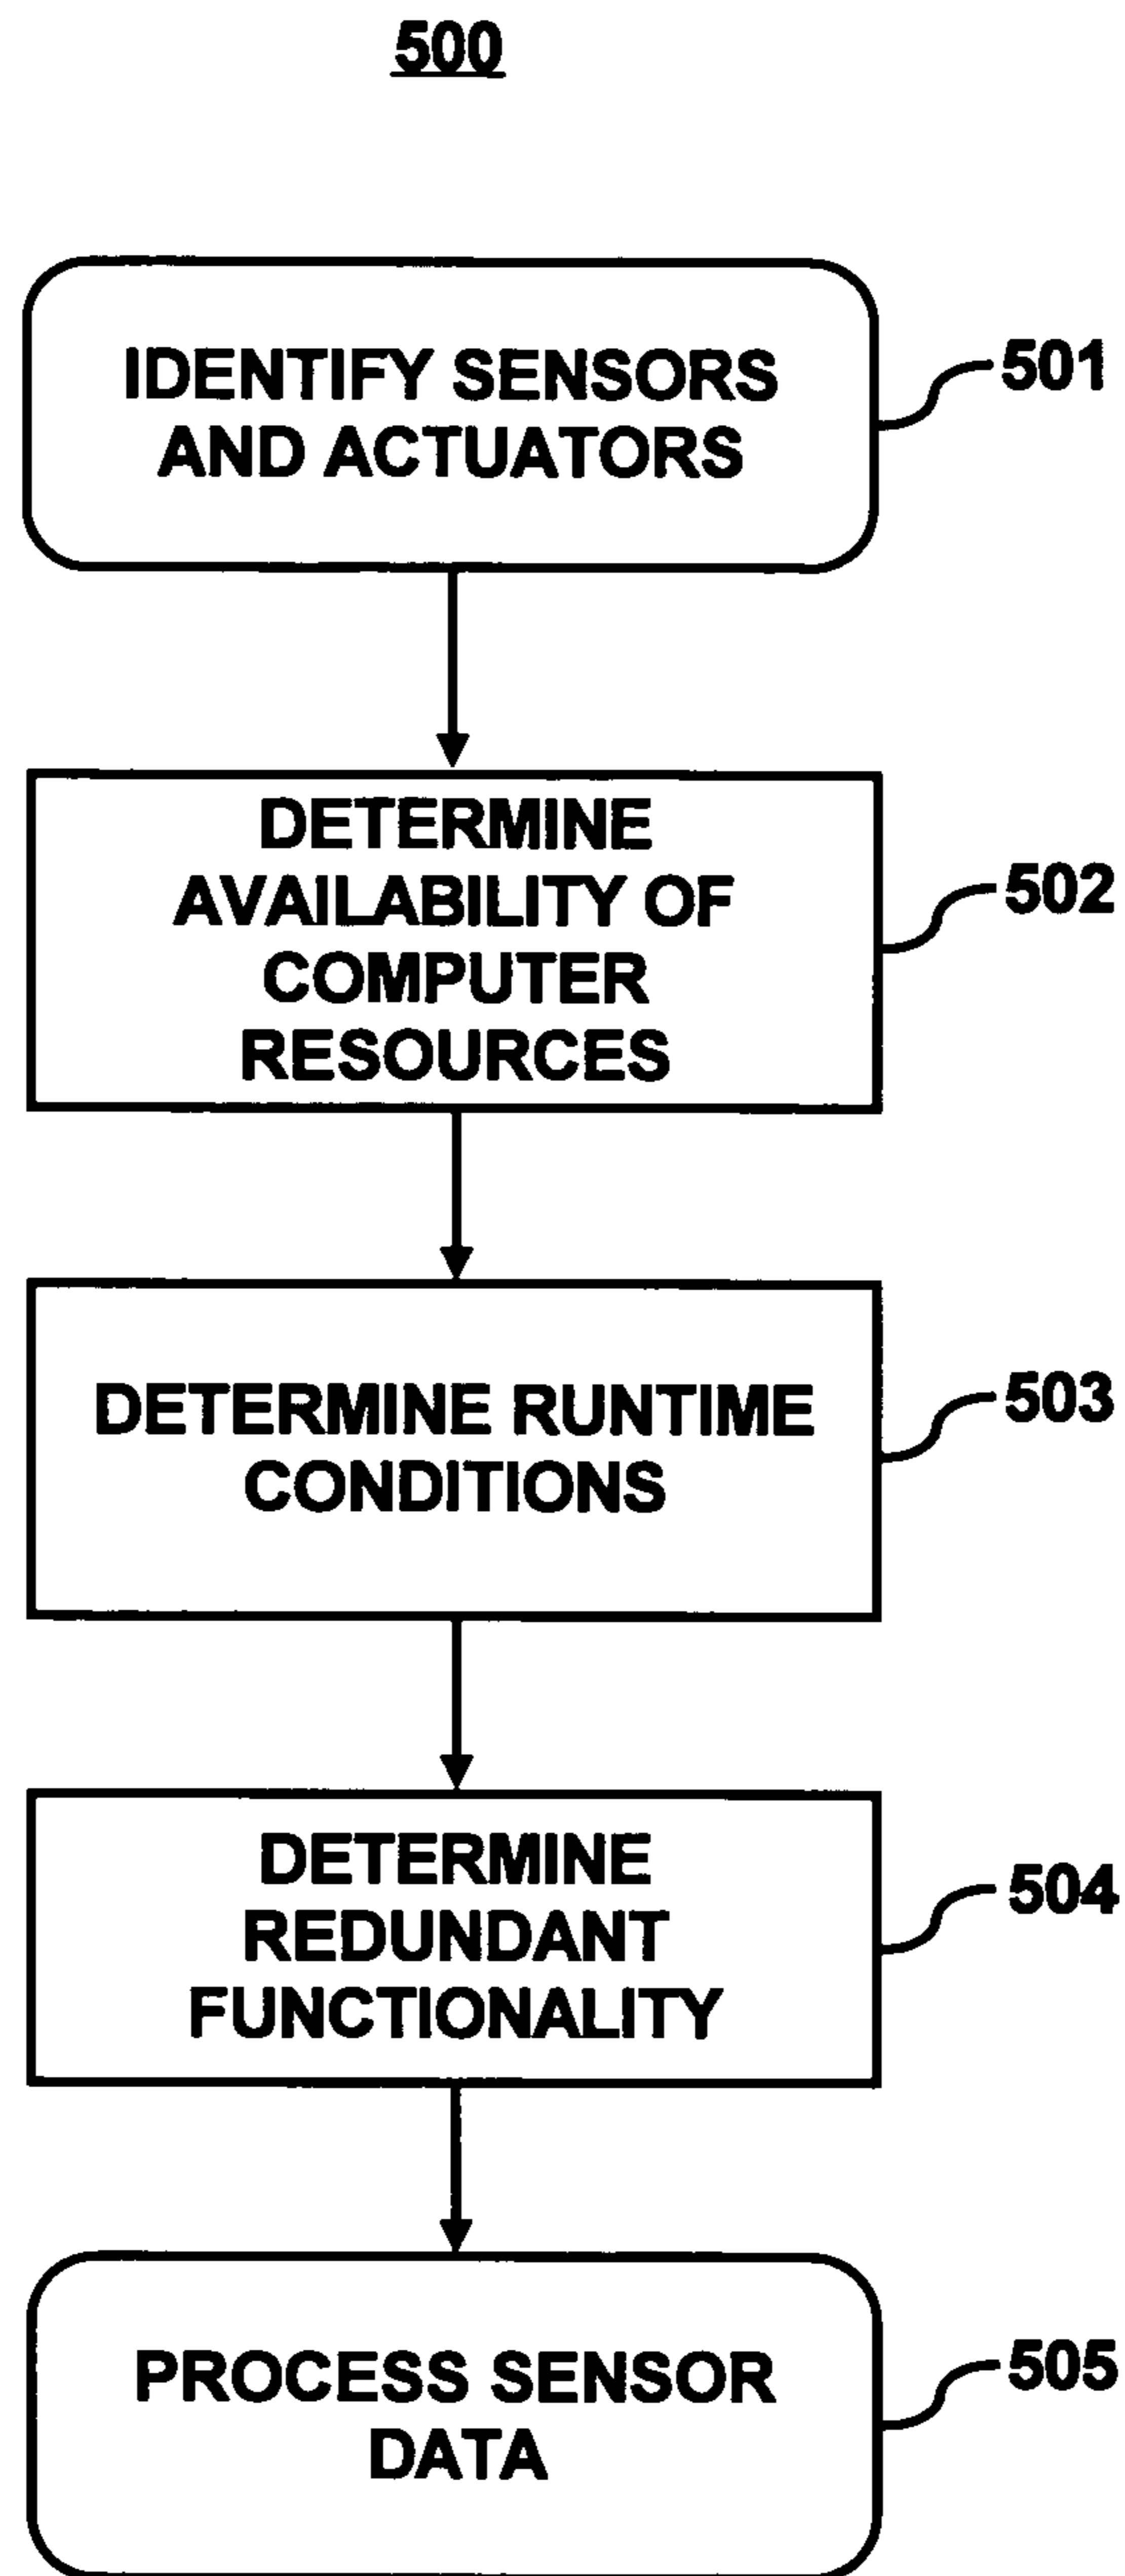 500
IDENTIFY SENSORS
AND ACTUATORS
501
DETERMINE
AVAILABILITY OF
COMPUTER
RESOURCES
502
DETERMINE RUNTIME
CONDITIONS
503
DETERMINE
REDUNDANT
FUNCTIONALITY
504
PROCESS SENSOR
DATA
505